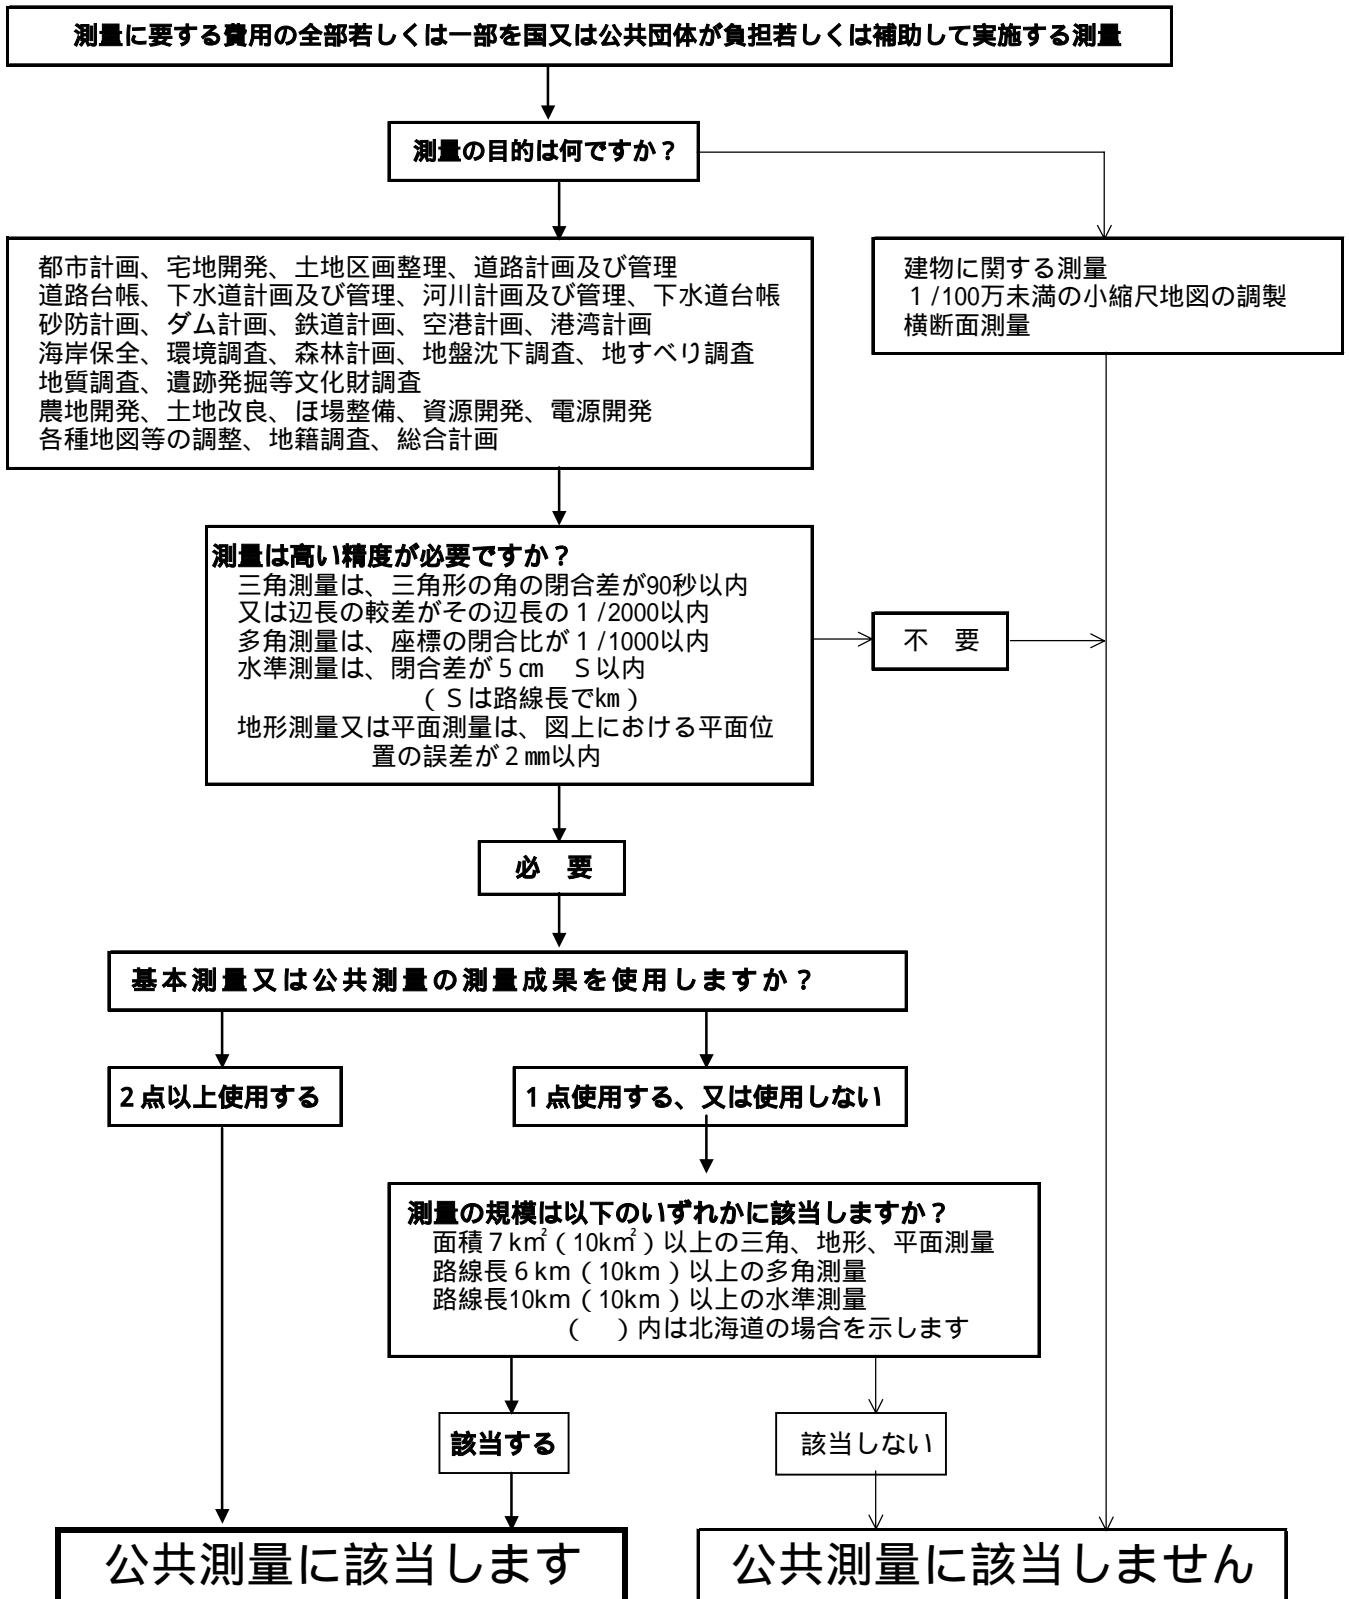 測量に要する費用の全部若しくは一部を国又は公共団体が負担若しくは補助して実施する測量
測量の目的は何ですか？
都市計画、宅地開発、土地区画整理、道路計画及び管理
道路台帳、下水道計画及び管理、河川計画及び管理、下水道台帳
砂防計画、ダム計画、鉄道計画、空港計画、港湾計画
海岸保全、環境調査、森林計画、地盤沈下調査、地すべり調査
地質調査、遺跡発掘等文化財調査
農地開発、土地改良、ほ場整備、資源開発、電源開発
各種地図等の調整、地籍調査、総合計画
建物に関する測量
１/100万未満の小縮尺地図の調製
横断面測量
測量は高い精度が必要ですか？
三角測量は、三角形の角の閉合差が90秒以内
又は辺長の較差がその辺長の１/2000以内
多角測量は、座標の閉合比が１/1000以内
水準測量は、閉合差が５㎝　Ｓ以内
（Ｓは路線長で㎞）
地形測量又は平面測量は、図上における平面位
置の誤差が２㎜以内
不　要
必　要
基本測量又は公共測量の測量成果を使用しますか？
２点以上使用する
１点使用する、又は使用しない
測量の規模は以下のいずれかに該当しますか？
面積７k㎡（10k㎡）以上の三角、地形、平面測量
路線長６km（10km）以上の多角測量
路線長10km（10km）以上の水準測量
（　）内は北海道の場合を示します
該当する
該当しない
公共測量に該当します
公共測量に該当しません